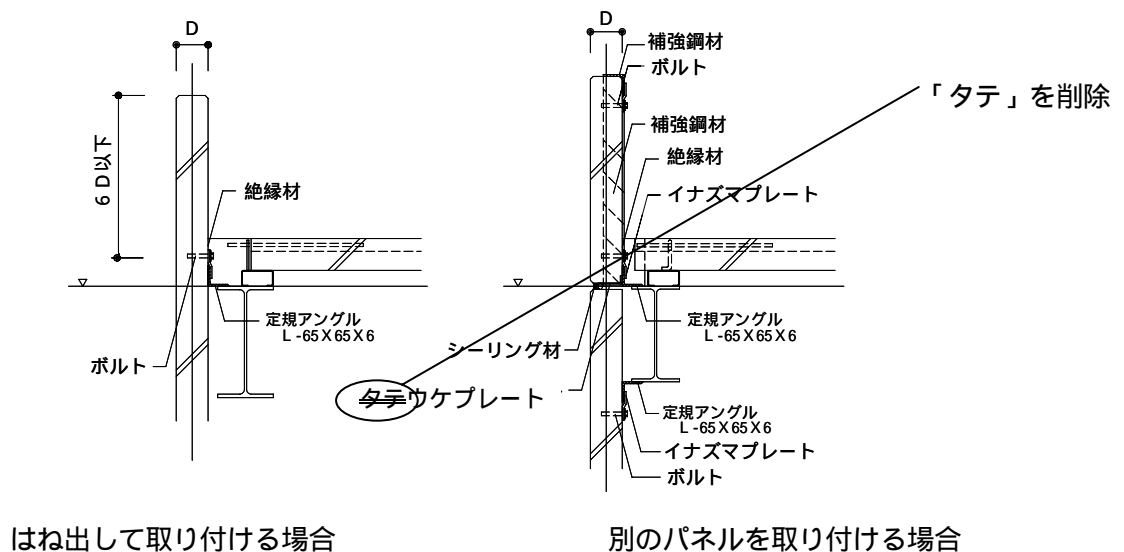 D
6D以下
絶縁材
定規アングル
L-65X65X6
ボルト
はね出して取り付ける場合
D
補強鋼材
ボルト
「タテ」を削除
補強鋼材
絶縁材
イナズマプレート
定規アングル
L-65X65X6
シーリング材
タテウケプレート
定規アングル
L-65X65X6
イナズマプレート
ボルト
別のパネルを取り付ける場合